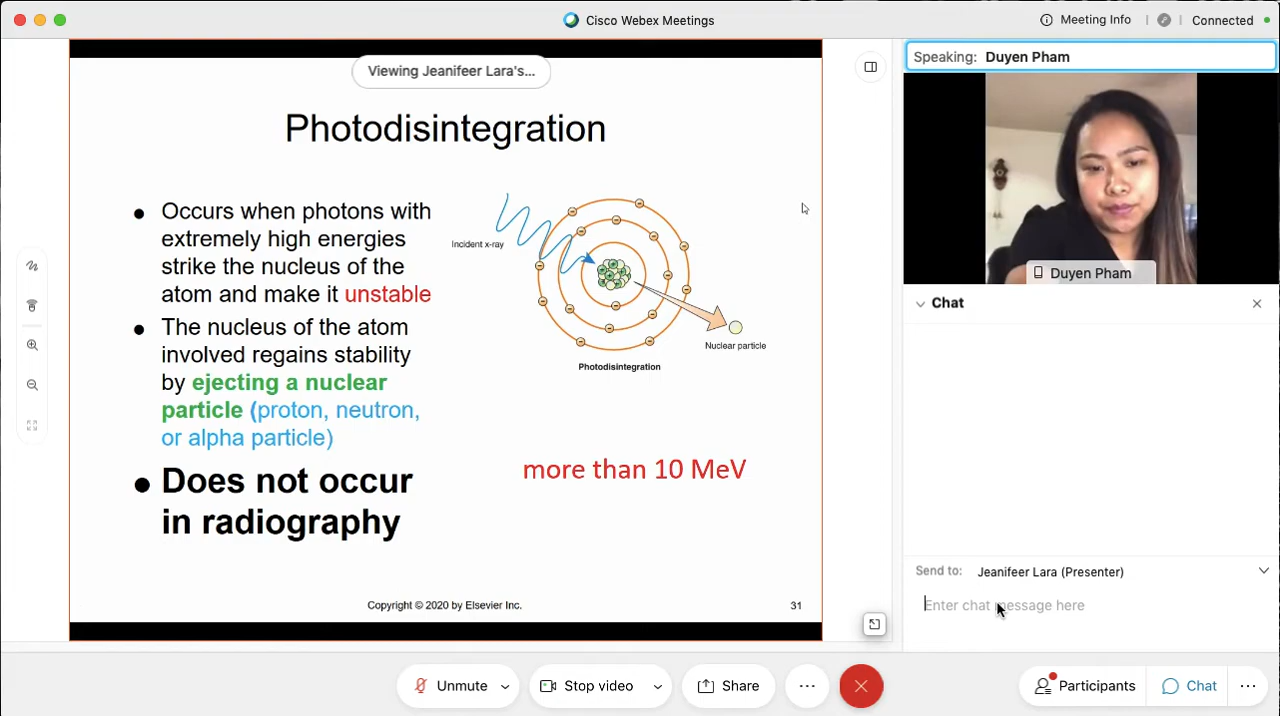 Cisco Webex Meetings
Meeting Info
Connected
Viewing Jeanifeer Lara's...
Speaking: Duyen Pham
Photodisintegration
• Occurs when photons with
extremely high energies
strike the nucleus of the
atom and make it unstable
• The nucleus of the atom
involved regains stability
by ejecting a nuclear
particle (proton, neutron,
or alpha particle)
• Does not occur
in radiography
Incident x-ray
Nuclear particle
Photodisintegration
more than 10 MeV
Copyright © 2020 by Elsevier Inc.
31
Duyen Pham
Chat
Send to: Jeanifeer Lara (Presenter)
Enter chat message here
Unmute
Stop video
Share
Participants
Chat